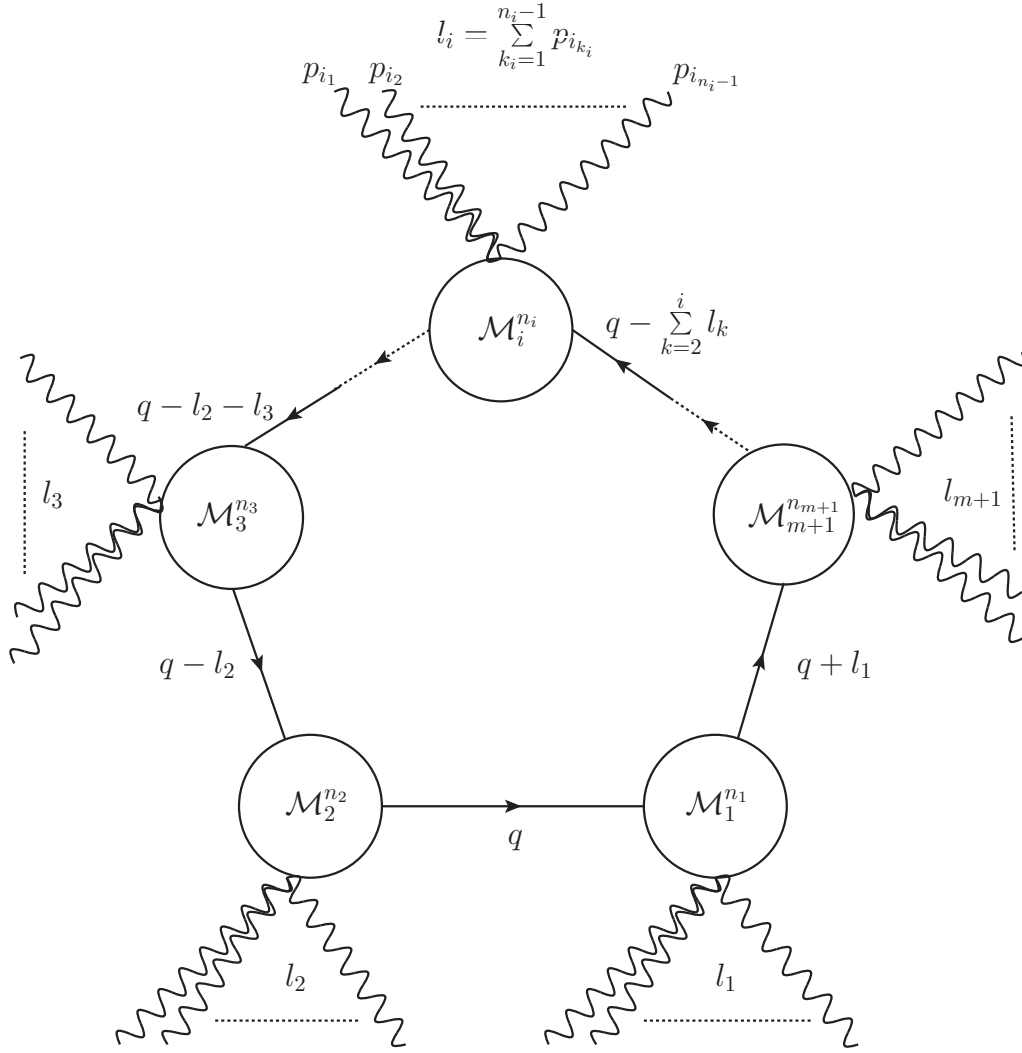 l_i = \sum_{k_i=1}^{n_i-1} p_{i_{k_i}}
p_{i_1} p_{i_2} p_{i_{n_i-1}}
\mathcal{M}_i^{n_i}
q - \sum_{k=2}^{i} l_k
q - l_2 - l_3
l_3
\mathcal{M}_3^{n_3}
\mathcal{M}_{m+1}^{n_{m+1}}
l_{m+1}
q - l_2
q + l_1
\mathcal{M}_2^{n_2}
q
\mathcal{M}_1^{n_1}
l_2
l_1